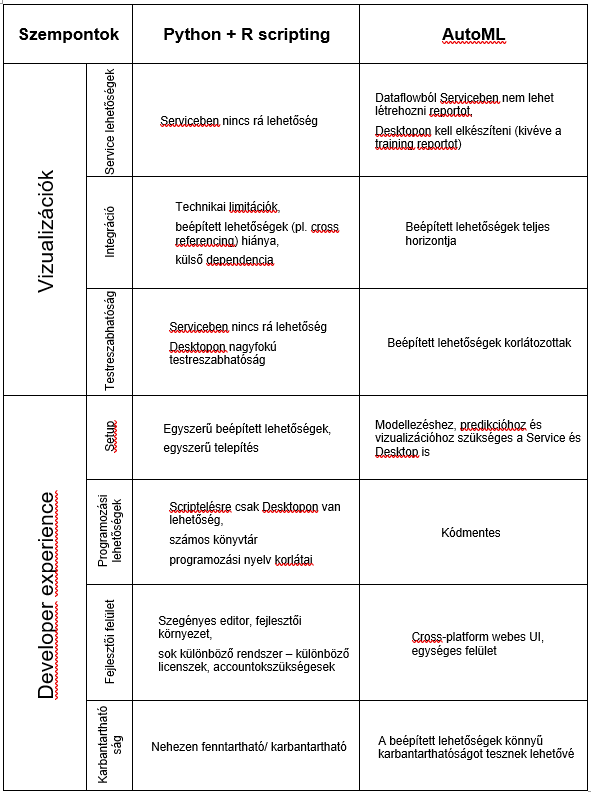 Szempontok
Python + R scripting
AutoML
Vizualizációk
Service lehetőségek
Serviceben nincs rá lehetőség
Dataflowból Serviceben nem lehet
létrehozni reportot,
Desktopon kell elkészíteni (kivéve a
training reportot)
Integráció
Technikai limitációk,
beépített lehetőségek (pl. cross
referencing) hiánya,
külső dependencia
Beépített lehetőségek teljes
horizontja
Testreszabhatóság
Serviceben nincs rá lehetőség
Desktopon nagyfokú
testreszabhatóság
Beépített lehetőségek korlátozottak
Developer experience
Setup
Egyszerű beépített lehetőségek,
egyszerű telepítés
Modellezéshez, predikcióhoz és
vizualizációhoz szükséges a Service és
Desktop is
Programozási
lehetőségek
Scriptelésre csak Desktopon van
lehetőség,
számos könyvtár
programozási nyelv korlátai
Kódmentes
Fejlesztői felület
Szegényes editor, fejlesztői
környezet,
sok különböző rendszer – különböző
licenszek, accountokszükségesek
Cross-platform webes UI,
egységes felület
Karbantartható
ság
Nehezen fenntartható/ karbantartható
A beépített lehetőségek könnyű
karbantarthatóságot tesznek lehetővé